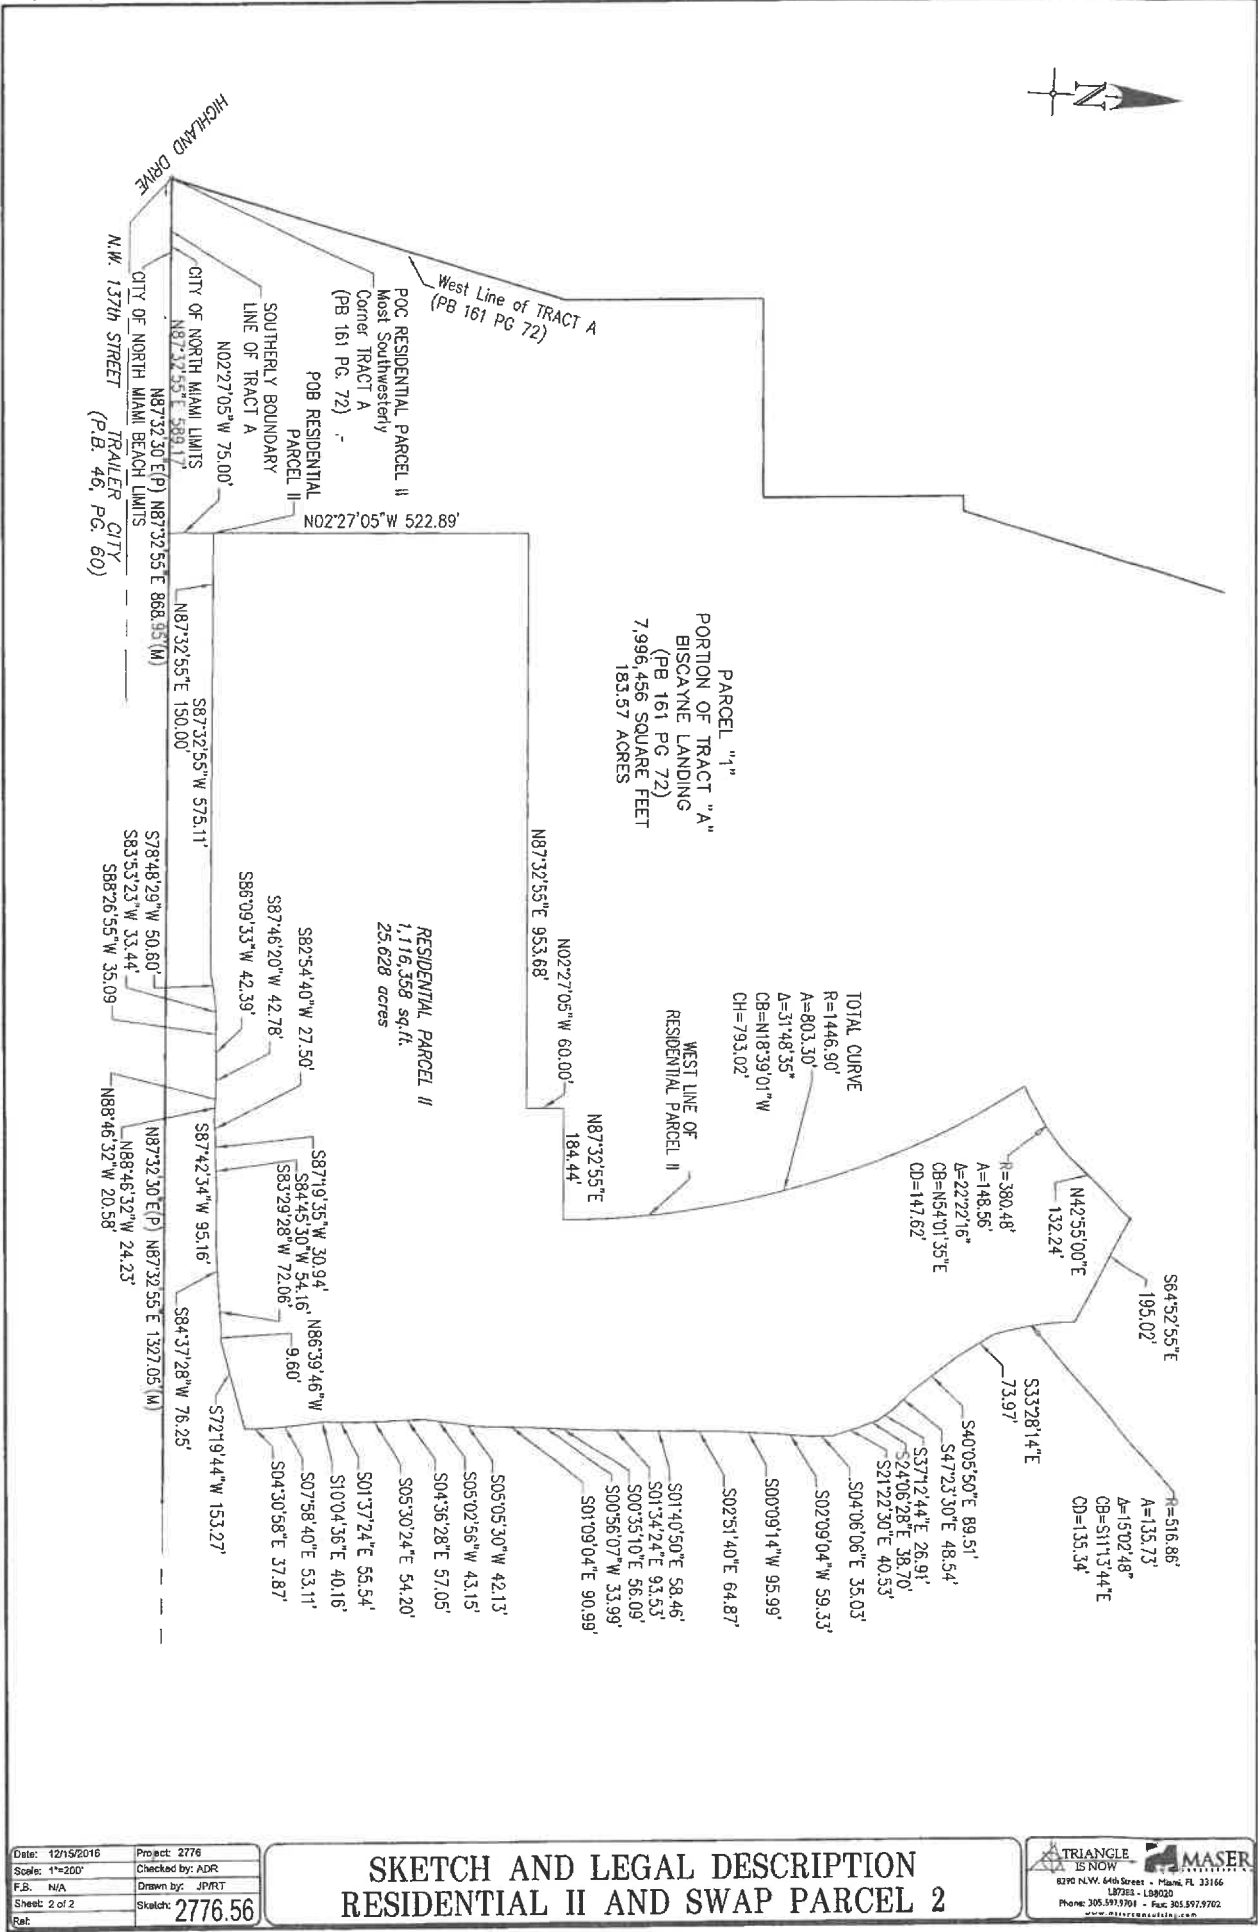 N
HIGHLAND DRIVE
West Line of TRACT A
(PB 161 PG 72)
POC RESIDENTIAL PARCEL II
Most Southwesterly
Corner TRACT A
(PB 161 PG. 72)
POB RESIDENTIAL
PARCEL II
SOUTHERLY BOUNDARY
LINE OF TRACT A
N02°27'05"W 75.00'
CITY OF NORTH MIAMI LIMITS
N87°32'55"E 589.17'
N87°32'30"E(P) N87°32'55"E 868.95'(M)
CITY OF NORTH MIAMI BEACH LIMITS
N.W. 137th STREET TRAILER CITY
(P.B. 46, PG. 60)
N02°27'05"W 522.89'
PARCEL "1"
PORTION OF TRACT "A"
BISCAYNE LANDING
(PB 161 PG 72)
7,996,456 SQUARE FEET
183.57 ACRES
N87°32'55"E 150.00'
S87°32'55"W 575.11'
N87°32'55"E 953.68'
N02°27'05"W 60.00'
N87°32'55"E
184.44'
RESIDENTIAL PARCEL II
1,116,358 sq.ft.
25.628 acres
TOTAL CURVE
R=1446.90'
A=803.30'
Δ=31°48'35"
CB=N18°39'01"W
CH=793.02'
WEST LINE OF
RESIDENTIAL PARCEL II
R=380.48'
A=148.56'
Δ=22°22'16"
CB=N54°01'35"E
CD=147.62'
N42°55'00"E
132.24'
S64°52'55"E
195.02'
R=516.86'
A=135.73'
Δ=15°02'48"
CB=S11°13'44"E
CD=135.34'
S33°28'14"E
73.97'
S40°05'50"E 89.51'
S47°23'30"E 48.54'
S37°12'44"E 26.91'
S24°06'28"E 38.70'
S21°22'30"E 40.53'
S04°06'06"E 35.03'
S02°09'04"W 59.33'
S00°09'14"W 95.99'
S02°51'40"E 64.87'
S01°40'50"E 58.46'
S01°34'24"E 93.53'
S00°35'10"E 56.09'
S00°56'07"W 33.99'
S01°09'04"E 90.99'
S05°05'30"W 42.13'
S05°02'56"W 43.15'
S04°36'28"E 57.05'
S05°30'24"E 54.20'
S01°37'24"E 55.54'
S10°04'36"E 40.16'
S07°58'40"E 53.11'
S04°30'58"E 37.87'
S82°54'40"W 27.50'
S87°46'20"W 42.78'
S86°09'33"W 42.39'
S78°48'29"W 50.60'
S83°53'23"W 33.44'
S88°26'55"W 35.09
S87°19'35"W 30.94'
S84°45'30"W 54.16'
S83°29'28"W 72.06'
N86°39'46"W
9.60'
S87°42'34"W 95.16'
N87°32'30"E(P) N87°32'55"E 1327.05'(M)
N88°46'32"W 24.23'
N88°46'32"W 20.58'
S84°37'28"W 76.25'
S72°19'44"W 153.27'
Date: 12/15/2016
Scale: 1"=200'
F.B. N/A
Sheet: 2 of 2
Ref:
Project: 2776
Checked by: ADR
Drawn by: JP/RT
Sketch: 2776.56
SKETCH AND LEGAL DESCRIPTION
RESIDENTIAL II AND SWAP PARCEL 2
TRIANGLE
IS NOW
MASER
8290 N.W. 64th Street • Miami, FL 33166
LB7388 - LB8020
Phone: 305.597.9701 • Fax: 305.597.9702
www.maserconsulting.com